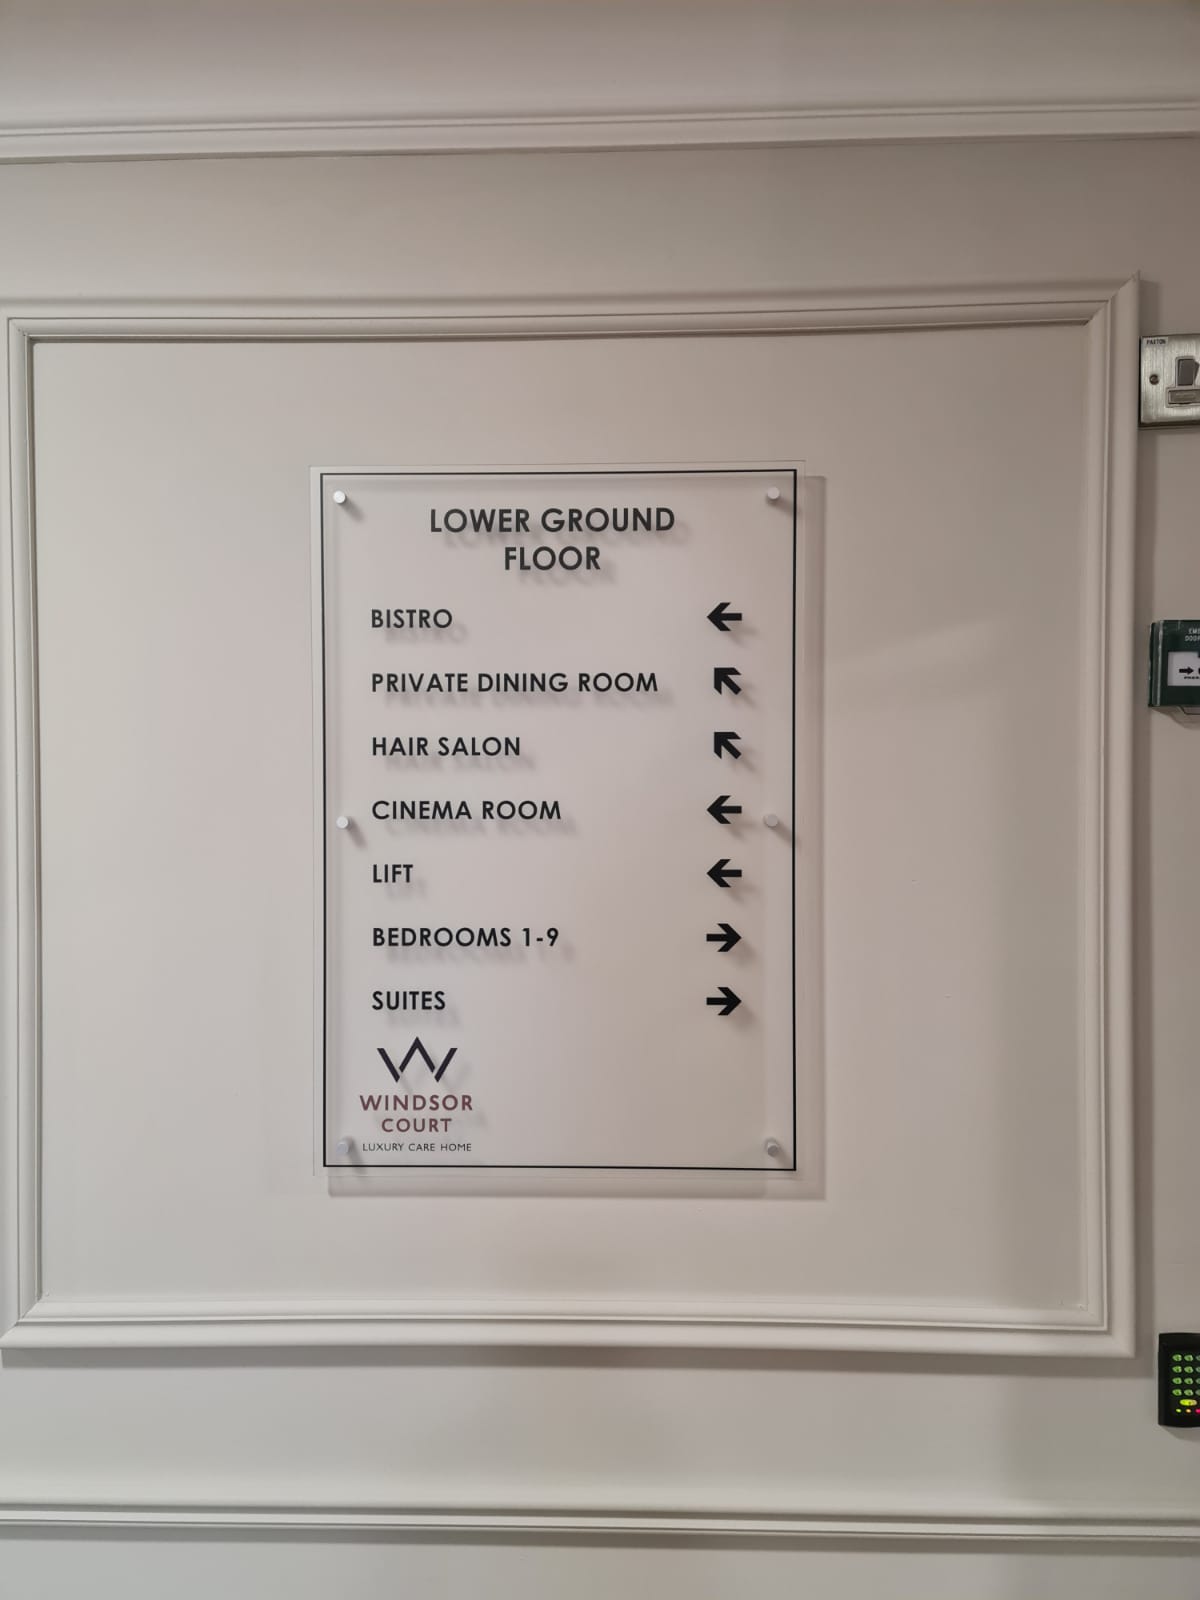 LOWER GROUND
FLOOR
BISTRO
PRIVATE DINING ROOM
HAIR SALON
CINEMA ROOM
LIFT
BEDROOMS 1-9
SUITES
WINDSOR
COURT
LUXURY CARE HOME
PAXTON